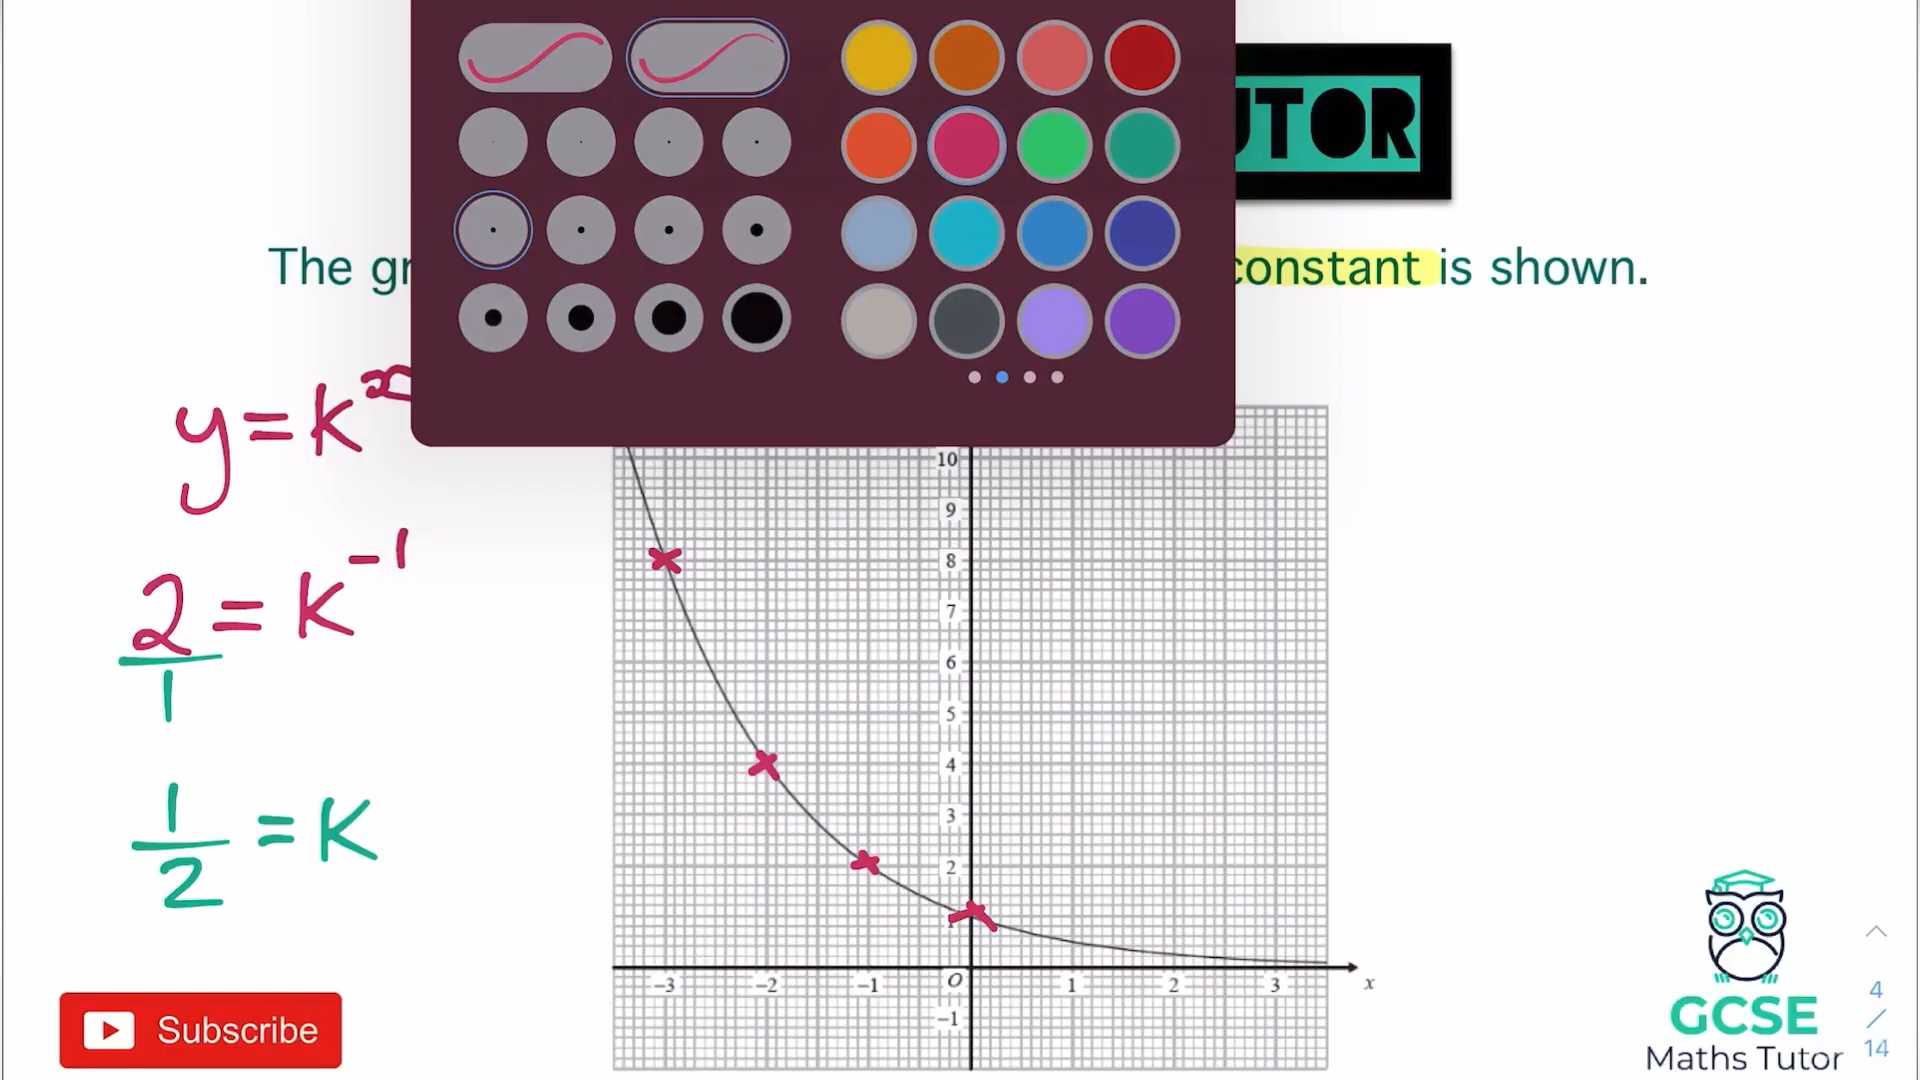 UTOR
The gr constant is shown.
y = K^x
2 = K^-1
1
1/2 = K
10
9
8
7
6
5
4
3
2
1
-3 -2 -1 O 1 2 3 x
-1
Subscribe
GCSE
Maths Tutor
4
/
14